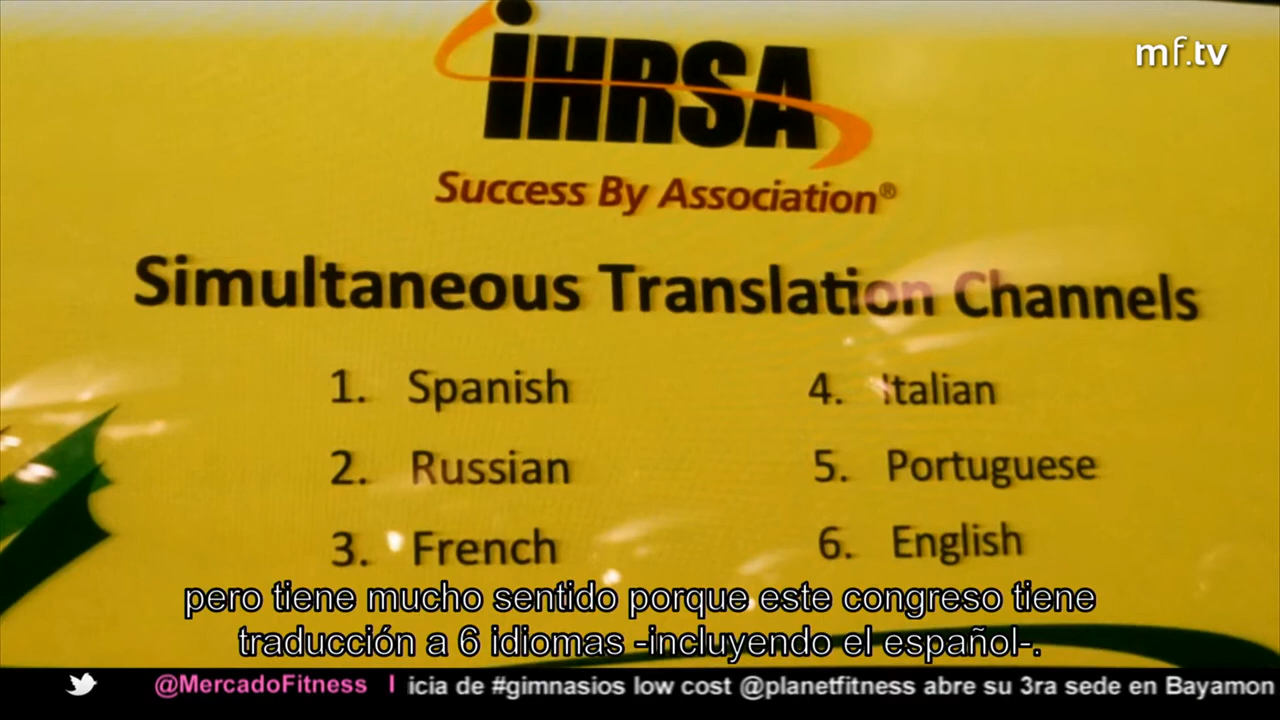 iHRSA
mf.tv
Success By Association®
Simultaneous Translation Channels
1. Spanish
2. Russian
3. French
4. Italian
5. Portuguese
6. English
pero tiene mucho sentido porque este congreso tiene
traducción a 6 idiomas -incluyendo el español-.
@MercadoFitness | icia de #gimnasios low cost @planetfitness abre su 3ra sede en Bayamon